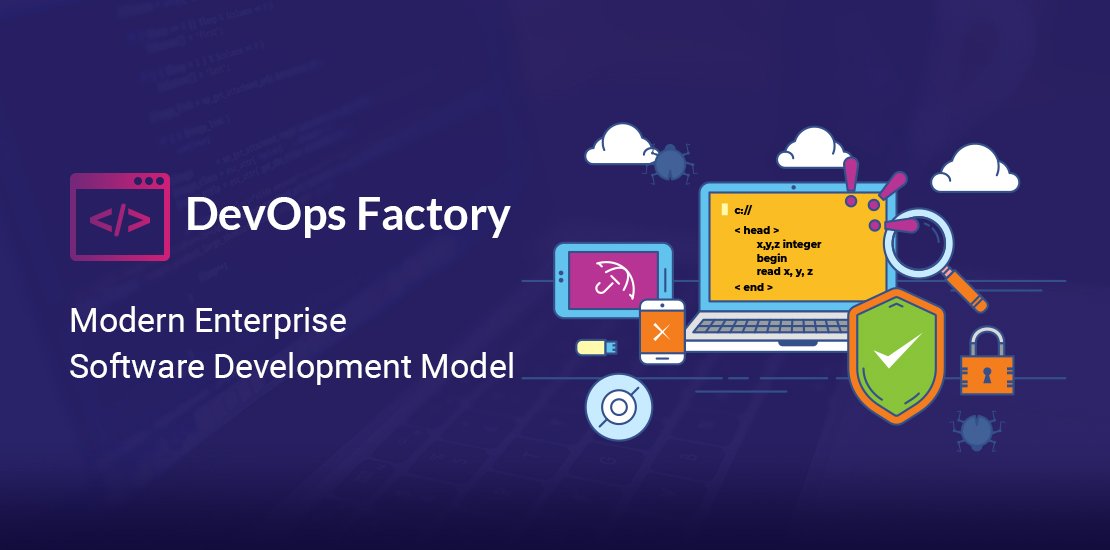 </> DevOps Factory
Modern Enterprise
Software Development Model
c://
< head >
x,y,z integer
begin
read x, y, z
< end >